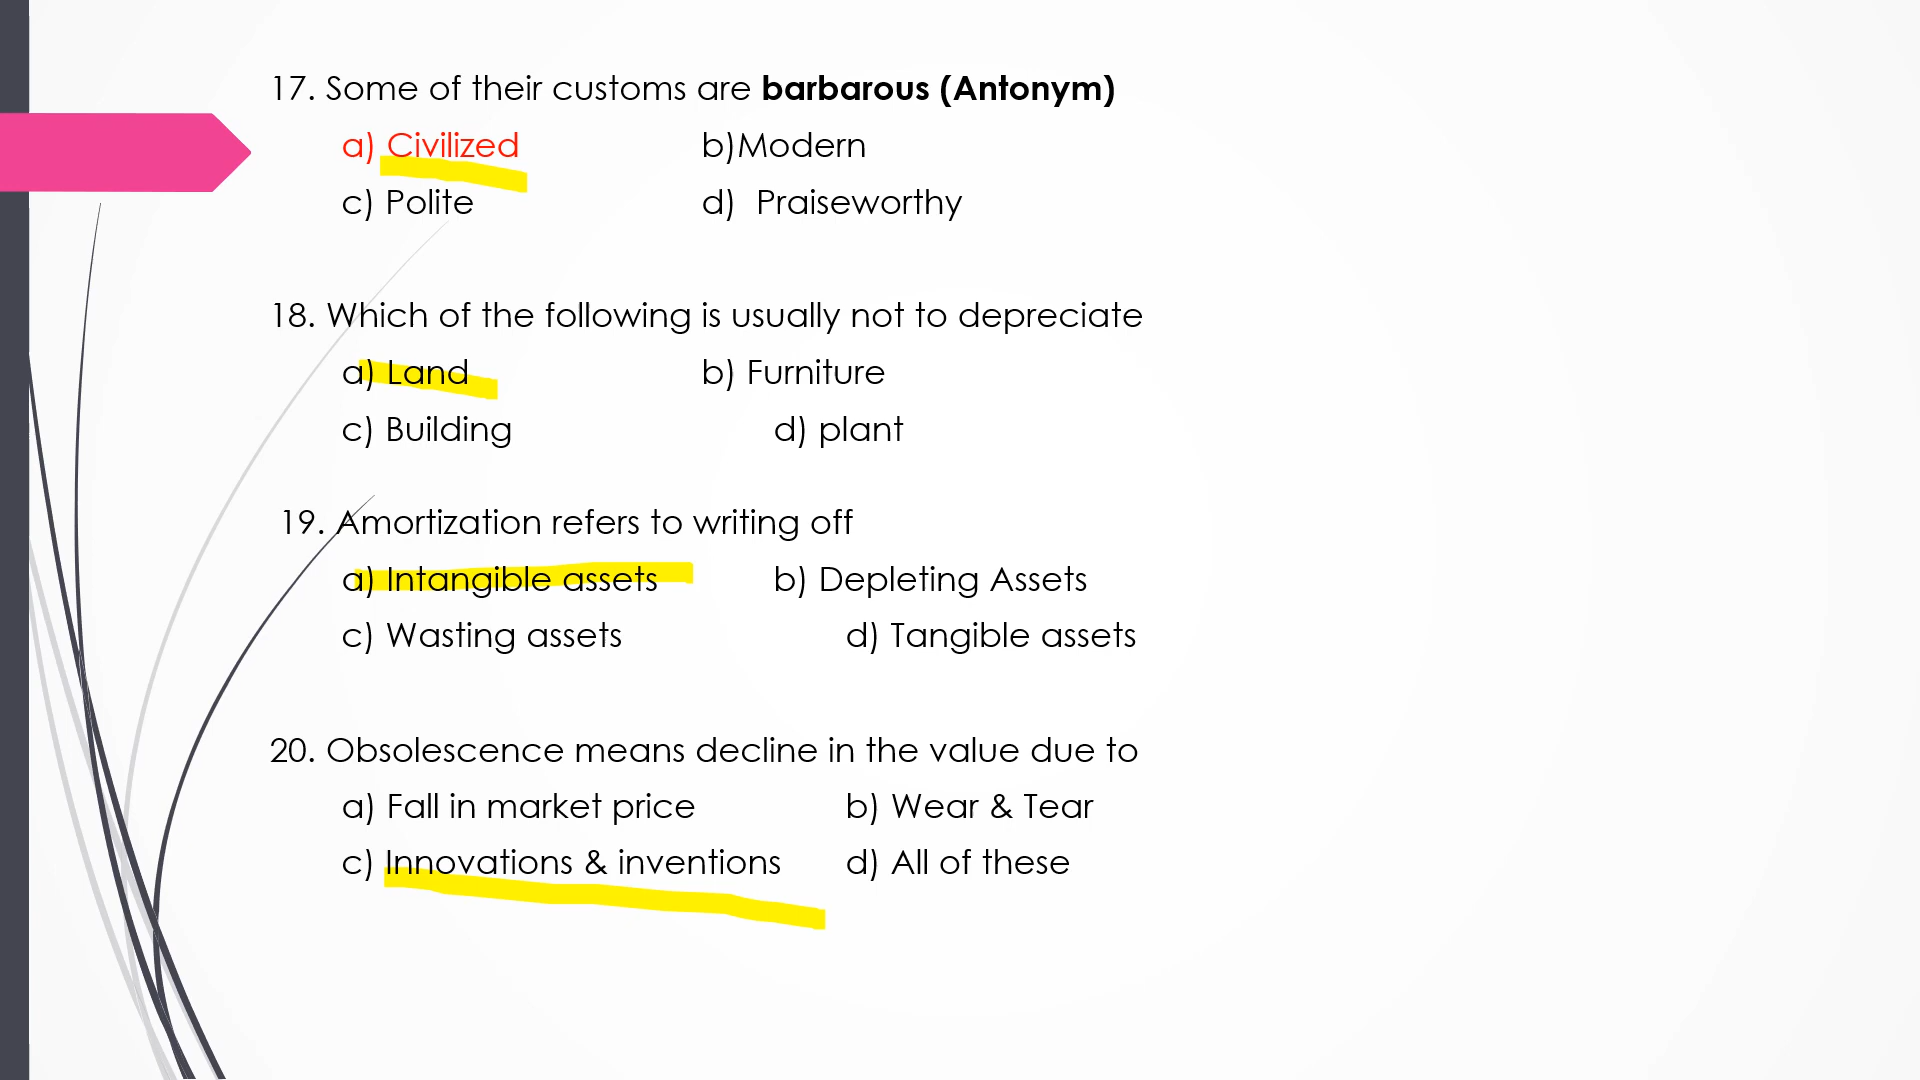 17. Some of their customs are barbarous (Antonym)
a) Civilized b)Modern
c) Polite d) Praiseworthy
18. Which of the following is usually not to depreciate
a) Land b) Furniture
c) Building d) plant
19. Amortization refers to writing off
a) Intangible assets b) Depleting Assets
c) Wasting assets d) Tangible assets
20. Obsolescence means decline in the value due to
a) Fall in market price b) Wear & Tear
c) Innovations & inventions d) All of these